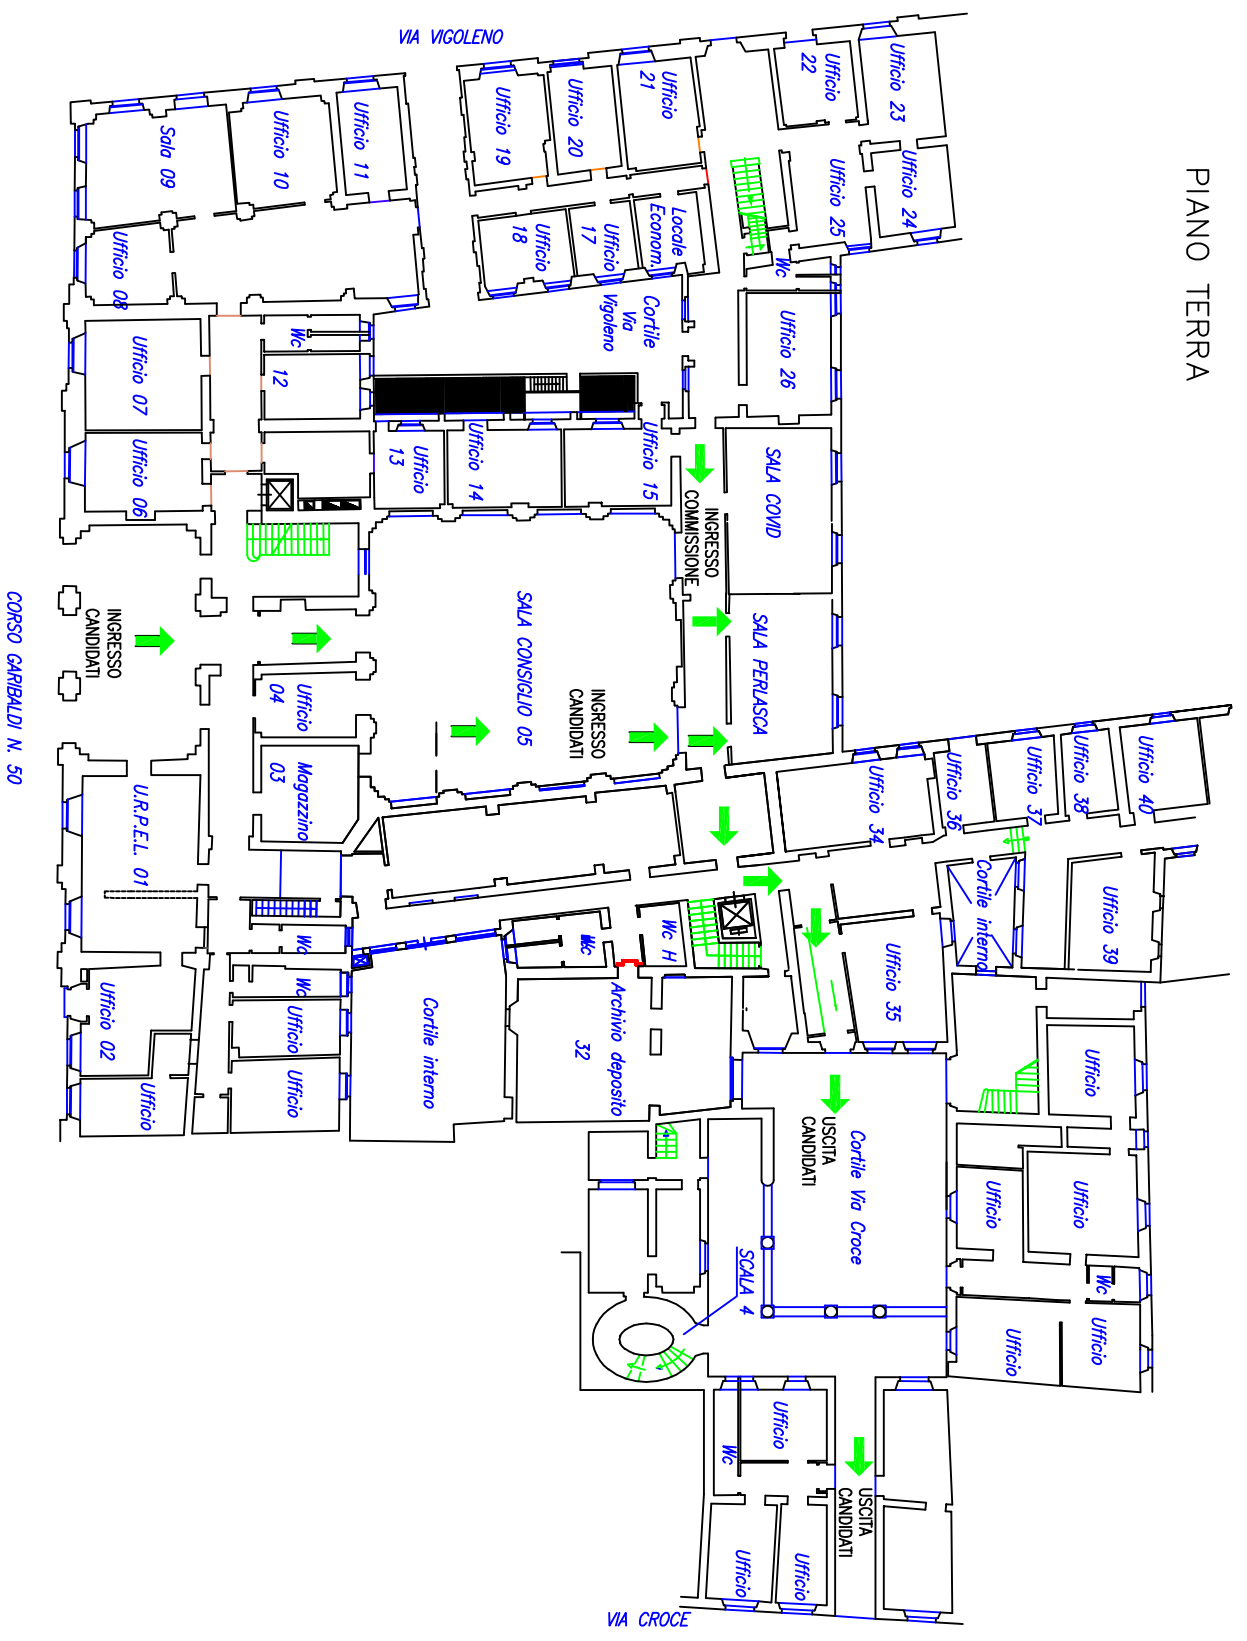 PIANO TERRA
VIA VIGOLENO
Ufficio 23
Ufficio
22
Ufficio
21
Ufficio 20
Ufficio 19
Ufficio 11
Ufficio 10
Sala 09
Ufficio 24
Ufficio 25
Locale
Econom.
Ufficio
17
Ufficio
18
Ufficio 08
Wc
Cortile
Via
Vigoleno
Ufficio 26
Wc
12
Ufficio 07
Ufficio 06
Ufficio
13
Ufficio 14
Ufficio 15
SALA COVID
INGRESSO
COMMISSIONE
SALA PERLASCA
SALA CONSIGLIO 05
INGRESSO
CANDIDATI
INGRESSO
CANDIDATI
CORSO GARIBALDI N. 50
Ufficio
04
Magazzino
03
U.R.P.E.L. 01
Ufficio 34
Ufficio 36
Ufficio 37
Ufficio 38
Ufficio 40
Ufficio 39
Cortile interno
Ufficio 35
Wc H
Wc
Wc
Wc
Archivio deposito
32
Cortile interno
Ufficio 02
Ufficio
Ufficio
Ufficio
Ufficio
USCITA
CANDIDATI
Cortile Via Croce
SCALA 4
Ufficio
Ufficio
Wc
Ufficio
Ufficio
Ufficio
Wc
USCITA
CANDIDATI
Ufficio
Ufficio
VIA CROCE